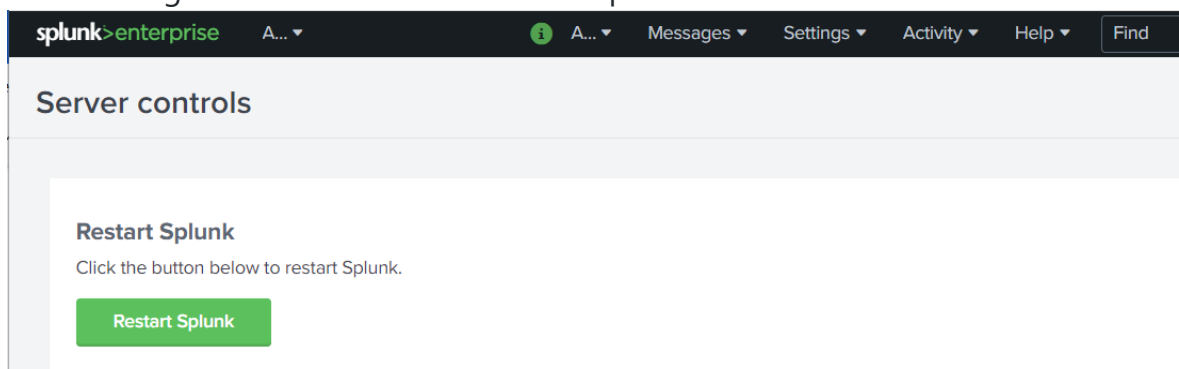 splunk>enterprise A... ▾ A... ▾ Messages ▾ Settings ▾ Activity ▾ Help ▾ Find
Server controls
Restart Splunk
Click the button below to restart Splunk.
Restart Splunk